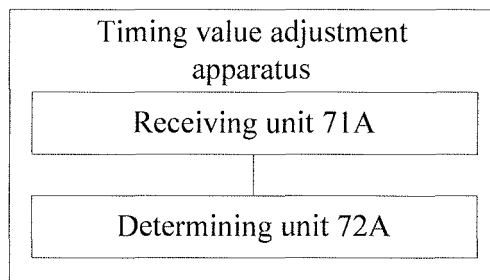 Timing value adjustment
apparatus
Receiving unit 71A
Determining unit 72A